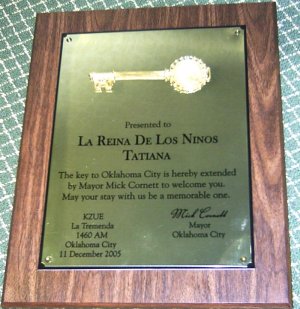 Presented to
LA REINA DE LOS NINOS
TATIANA
The key to Oklahoma City is hereby extended
by Mayor Mick Cornett to welcome you.
May your stay with us be a memorable one.
KZUE
La Tremenda
1460 AM
Oklahoma City
11 December 2005
Mick Cornett
Mayor
Oklahoma City